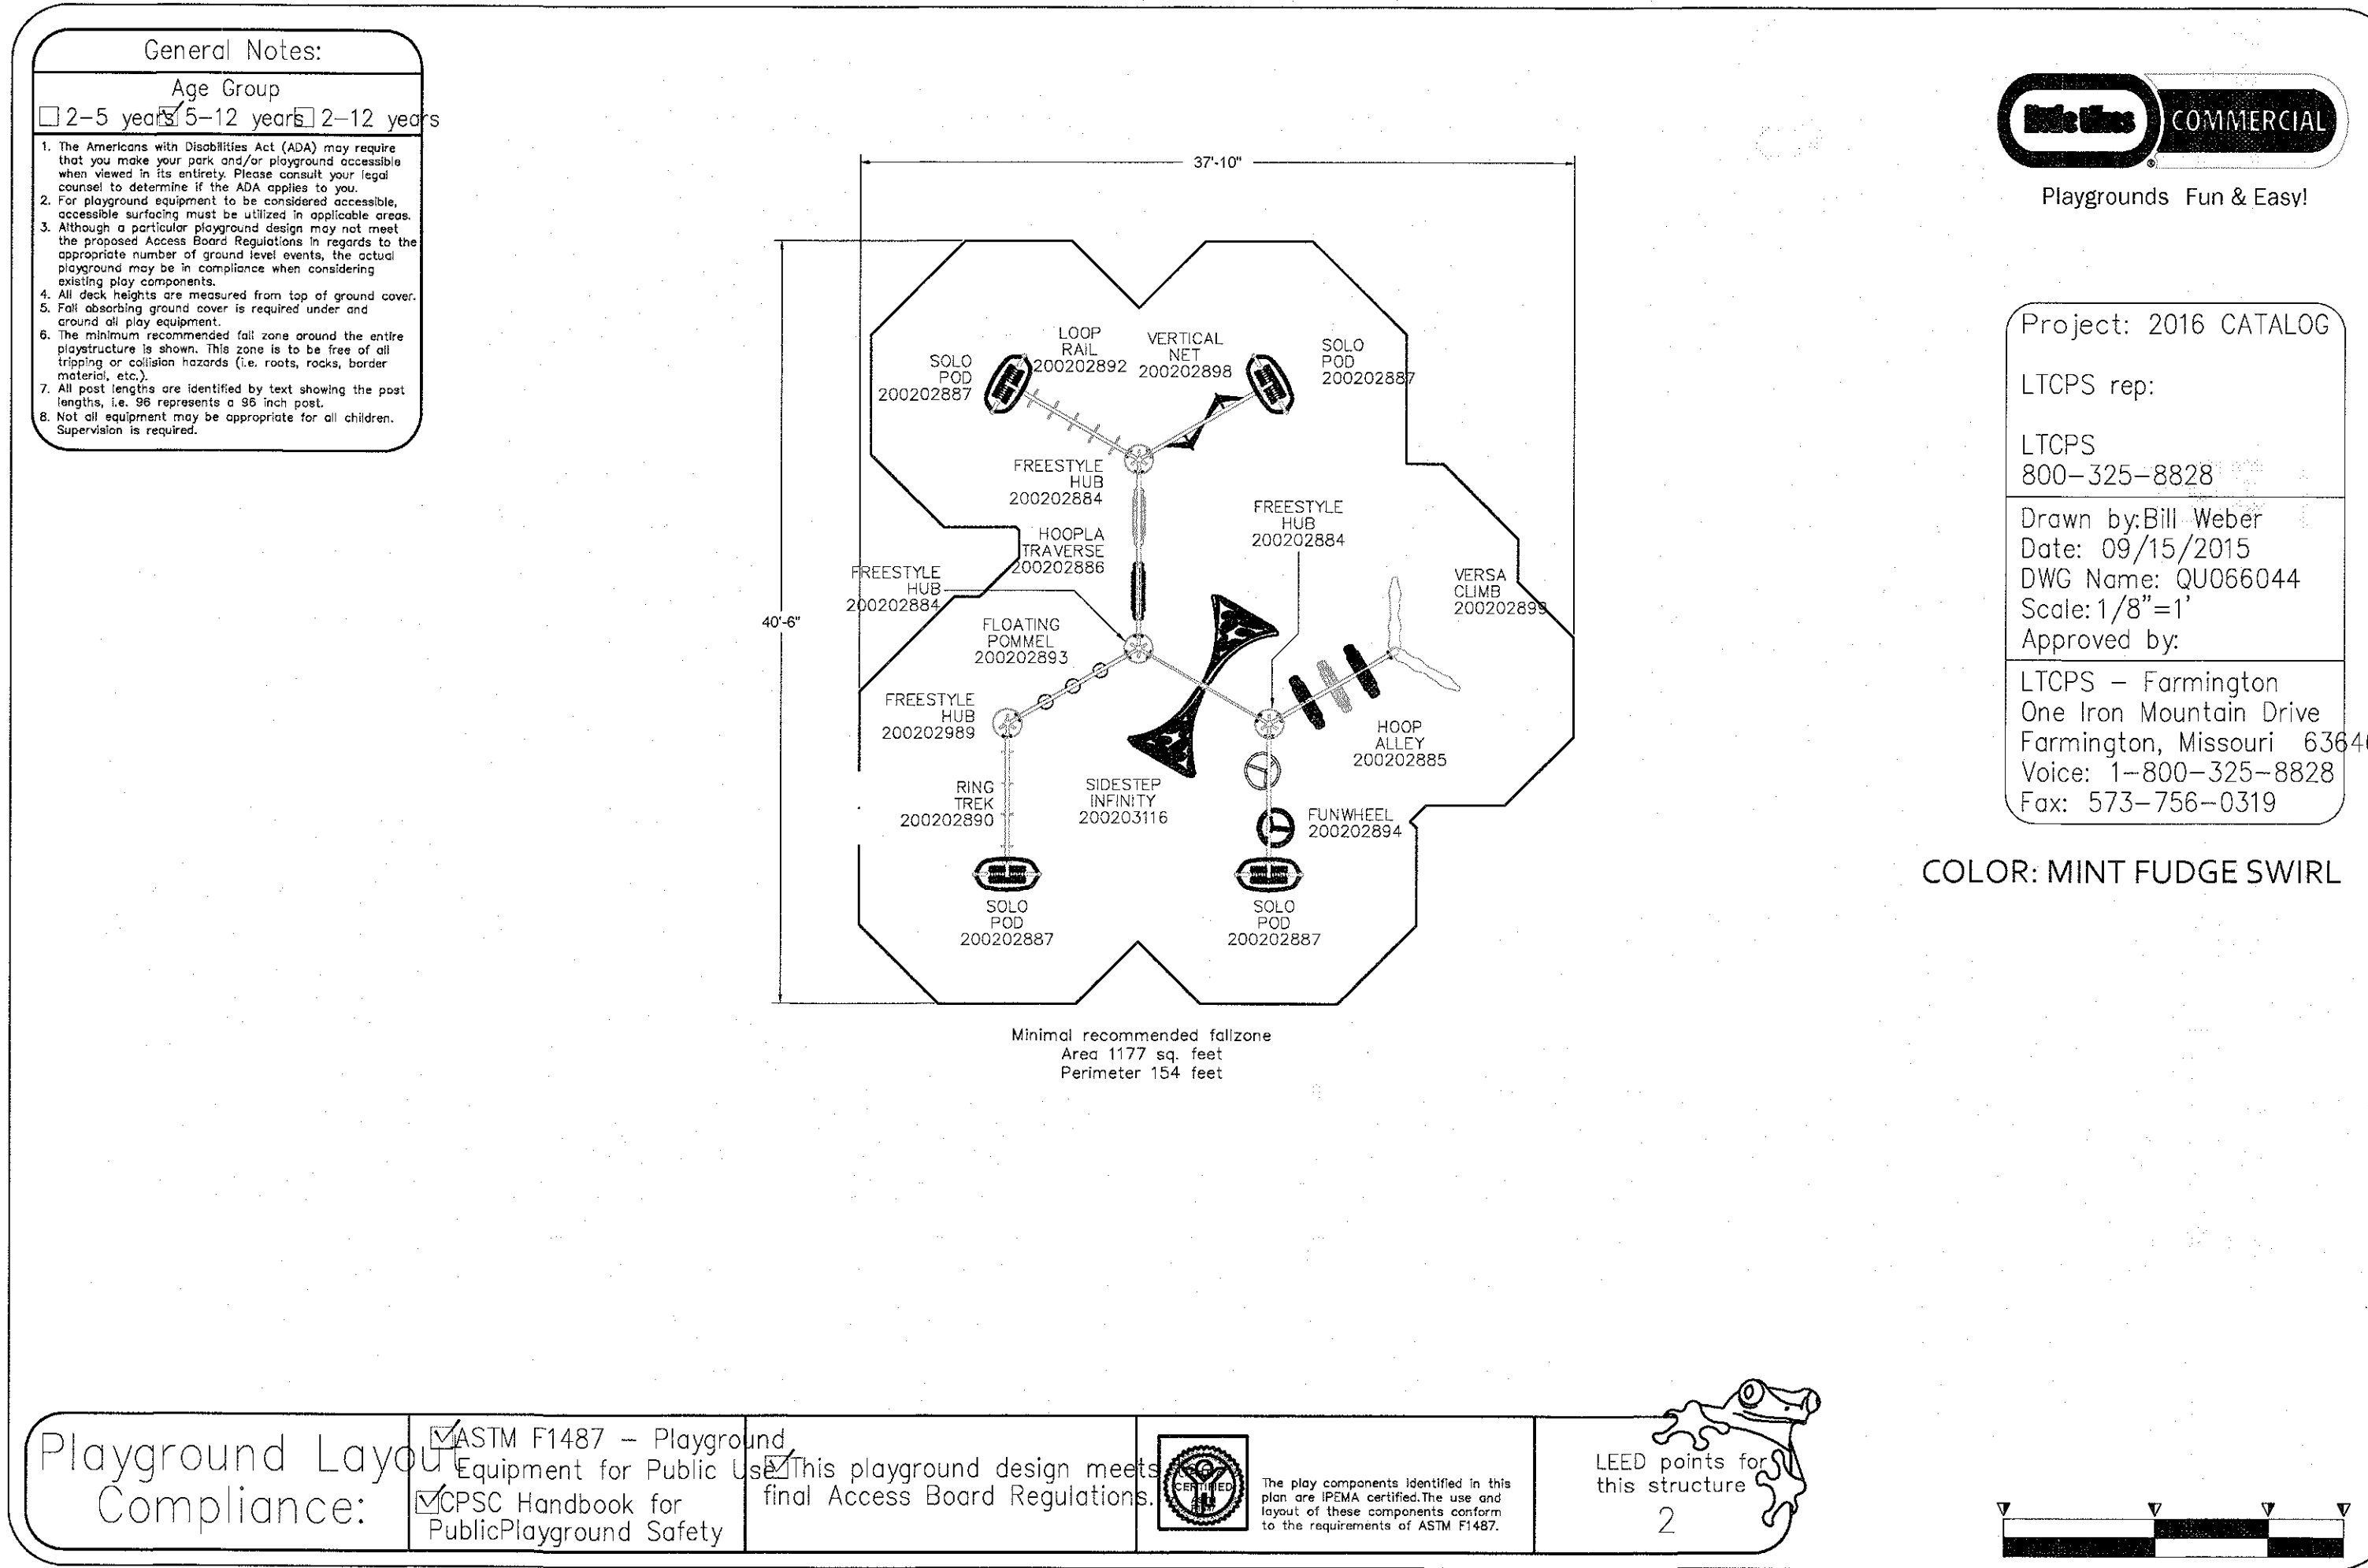 General Notes:
Age Group
2-5 years 5-12 years 2-12 years
1. The Americans with Disabilities Act (ADA) may require
that you make your park and/or playground accessible
when viewed in its entirety. Please consult your legal
counsel to determine if the ADA applies to you.
2. For playground equipment to be considered accessible,
accessible surfacing must be utilized in applicable areas.
3. Although a particular playground design may not meet
the proposed Access Board Regulations in regards to the
appropriate number of ground level events, the actual
playground may be in compliance when considering
existing play components.
4. All deck heights are measured from top of ground cover.
5. Fall absorbing ground cover is required under and
around all play equipment.
6. The minimum recommended fall zone around the entire
playstructure is shown. This zone is to be free of all
tripping or collision hazards (i.e. roots, rocks, border
material, etc.).
7. All post lengths are identified by text showing the post
lengths, i.e. 96 represents a 96 inch post.
8. Not all equipment may be appropriate for all children.
Supervision is required.
37'-10"
40'-6"
SOLO
POD
200202887
LOOP
RAIL
200202892
VERTICAL
NET
200202898
SOLO
POD
200202887
FREESTYLE
HUB
200202884
HOOPLA
TRAVERSE
200202886
FREESTYLE
HUB
200202884
FREESTYLE
HUB
200202884
VERSA
CLIMB
200202899
FLOATING
POMMEL
200202893
FREESTYLE
HUB
200202989
HOOP
ALLEY
200202885
RING
TREK
200202890
SIDESTEP
INFINITY
200203116
FUNWHEEL
200202894
SOLO
POD
200202887
SOLO
POD
200202887
Minimal recommended fallzone
Area 1177 sq. feet
Perimeter 154 feet
little tikes COMMERCIAL
®
Playgrounds Fun & Easy!
Project: 2016 CATALOG
LTCPS rep:
LTCPS
800-325-8828
Drawn by: Bill Weber
Date: 09/15/2015
DWG Name: QU066044
Scale: 1/8"=1'
Approved by:
LTCPS - Farmington
One Iron Mountain Drive
Farmington, Missouri 63640
Voice: 1-800-325-8828
Fax: 573-756-0319
COLOR: MINT FUDGE SWIRL
Playground Layout
Compliance:
ASTM F1487 - Playground
Equipment for Public Use.
CPSC Handbook for
PublicPlayground Safety
This playground design meets
final Access Board Regulations.
CERTIFIED
The play components identified in this
plan are IPEMA certified.The use and
layout of these components conform
to the requirements of ASTM F1487.
LEED points for
this structure
2